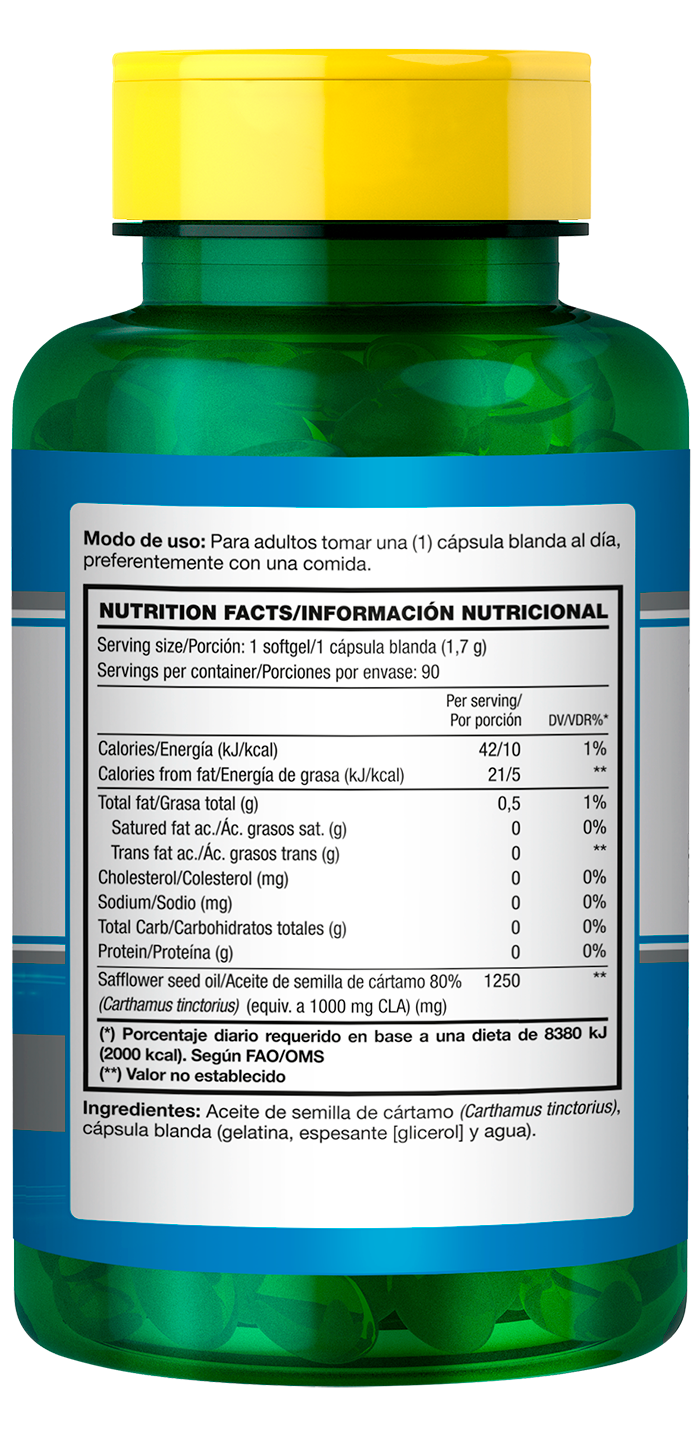 Modo de uso: Para adultos tomar una (1) cápsula blanda al día,
preferentemente con una comida.
NUTRITION FACTS/INFORMACIÓN NUTRICIONAL
Serving size/Porción: 1 softgel/1 cápsula blanda (1,7 g)
Servings per container/Porciones por envase: 90
Per serving/
Por porción DV/VDR%*
Calories/Energía (kJ/kcal) 42/10 1%
Calories from fat/Energía de grasa (kJ/kcal) 21/5 **
Total fat/Grasa total (g) 0,5 1%
Satured fat ac./Ác. grasos sat. (g) 0 0%
Trans fat ac./Ác. grasos trans (g) 0 **
Cholesterol/Colesterol (mg) 0 0%
Sodium/Sodio (mg) 0 0%
Total Carb/Carbohidratos totales (g) 0 0%
Protein/Proteína (g) 0 0%
Safflower seed oil/Aceite de semilla de cártamo 80% 1250 **
(Carthamus tinctorius) (equiv. a 1000 mg CLA) (mg)
(*) Porcentaje diario requerido en base a una dieta de 8380 kJ
(2000 kcal). Según FAO/OMS
(**) Valor no establecido
Ingredientes: Aceite de semilla de cártamo (Carthamus tinctorius),
cápsula blanda (gelatina, espesante [glicerol] y agua).